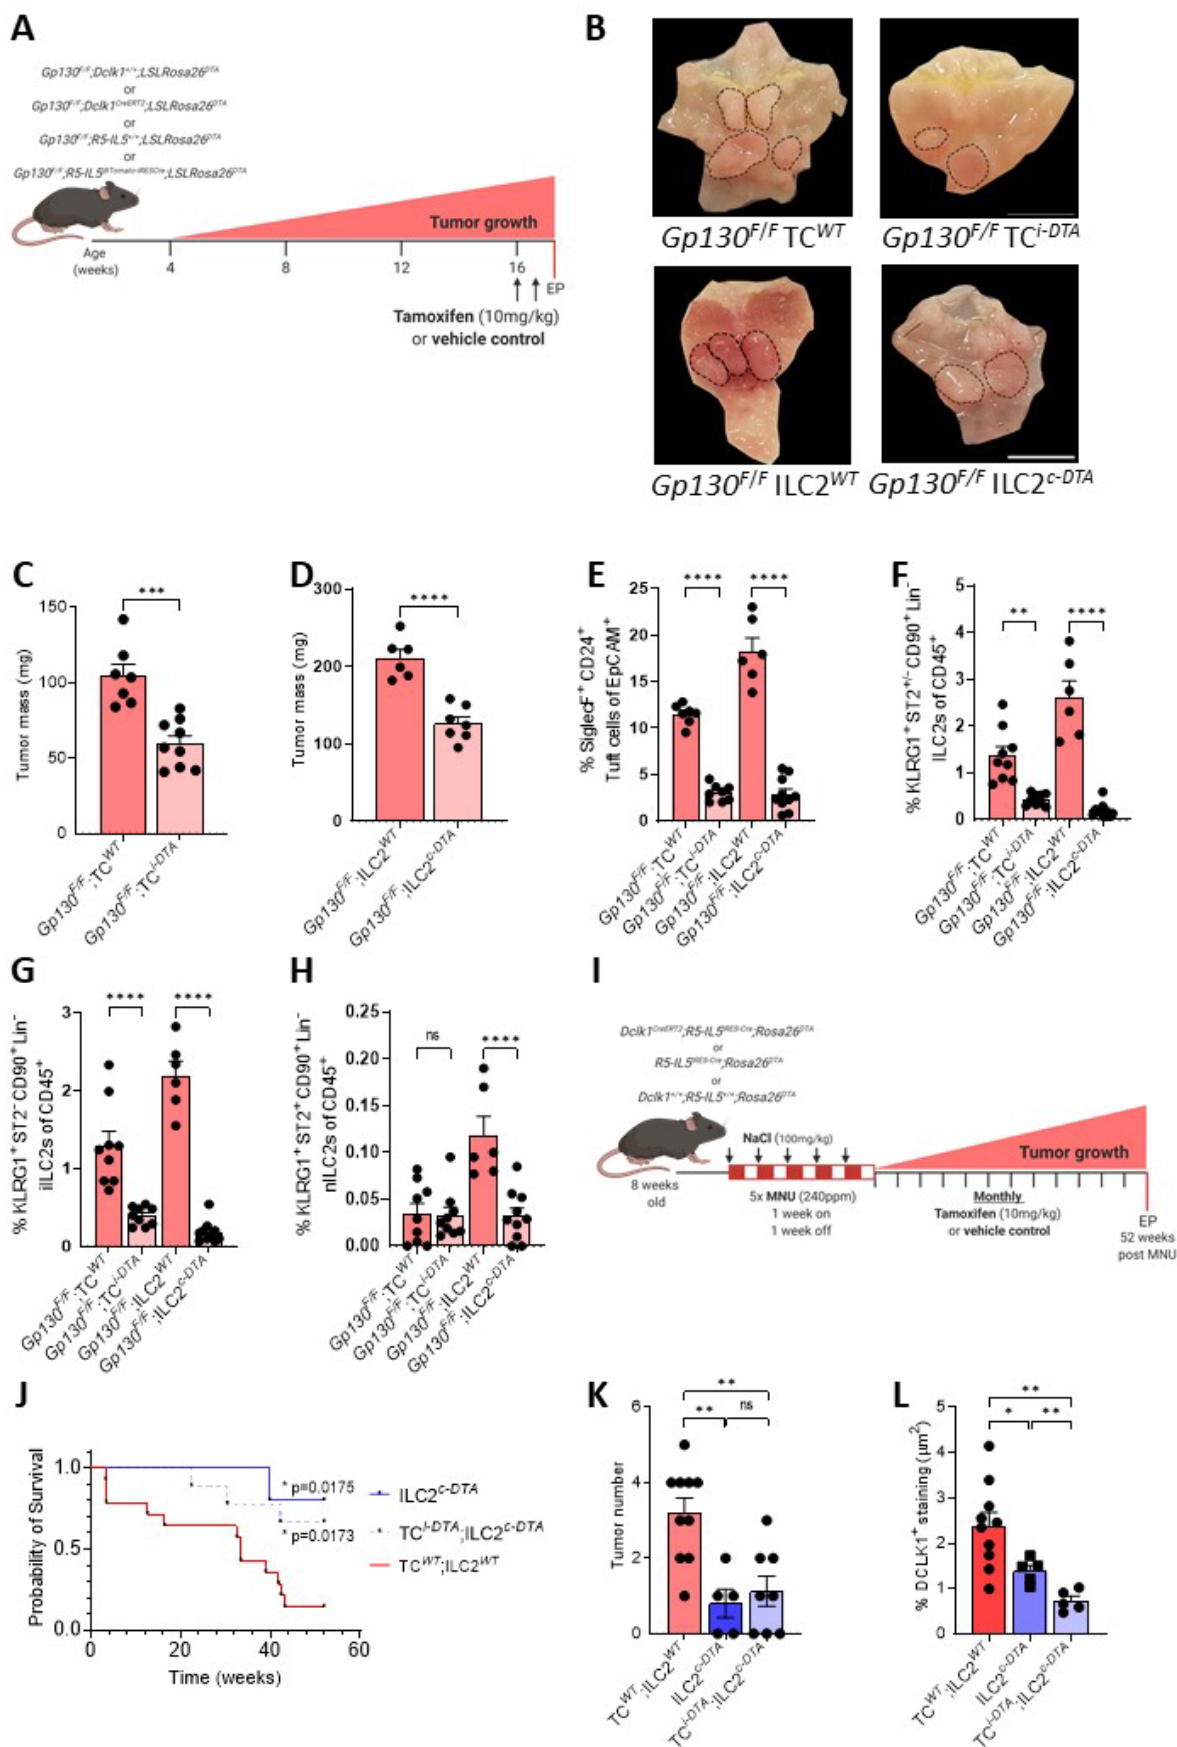 A
Gp130F/F;Dclk1+/+;LSLRosa26DTA
or
Gp130F/F;Dclk1CreERT2;LSLRosa26DTA
or
Gp130F/F;R5-IL5+/+;LSLRosa26DTA
or
Gp130F/F;R5-IL5tdTomato-IRESCre;LSLRosa26DTA
Tumor growth
Age
(weeks)
4
8
12
16
EP
Tamoxifen (10mg/kg)
or vehicle control
B
Gp130F/F TCWT
Gp130F/F TCi-DTA
Gp130F/F ILC2WT
Gp130F/F ILC2c-DTA
C
Tumor mass (mg)
150
100
50
0
***
Gp130F/F;TCWT
Gp130F/F;TCi-DTA
D
Tumor mass (mg)
300
200
100
0
****
Gp130F/F;ILC2WT
Gp130F/F;ILC2c-DTA
E
% SiglecF+ CD24+
Tuft cells of EpCAM+
25
20
15
10
5
0
****
****
Gp130F/F;TCWT
Gp130F/F;TCi-DTA
Gp130F/F;ILC2WT
Gp130F/F;ILC2c-DTA
F
% KLRG1+ ST2+/- CD90+Lin-
ILC2s of CD45+
5
4
3
2
1
0
**
****
Gp130F/F;TCWT
Gp130F/F;TCi-DTA
Gp130F/F;ILC2WT
Gp130F/F;ILC2c-DTA
G
% KLRG1+ ST2- CD90+Lin-
iILC2s of CD45+
3
2
1
0
****
****
Gp130F/F;TCWT
Gp130F/F;TCi-DTA
Gp130F/F;ILC2WT
Gp130F/F;ILC2c-DTA
H
% KLRG1+ ST2+ CD90+Lin-
nILC2s of CD45+
0.25
0.20
0.15
0.10
0.05
0.00
ns
****
Gp130F/F;TCWT
Gp130F/F;TCi-DTA
Gp130F/F;ILC2WT
Gp130F/F;ILC2c-DTA
I
Dclk1CreERT2;R5-IL5IRES-Cre;Rosa26DTA
or
R5-IL5IRES-Cre;Rosa26DTA
or
Dclk1+/+;R5-IL5+/+;Rosa26DTA
NaCl (100mg/kg)
Tumor growth
8 weeks
old
5x MNU (240ppm)
1 week on
1 week off
Monthly
Tamoxifen (10mg/kg)
or vehicle control
EP
52 weeks
post MNU
J
Probability of Survival
1.0
0.5
0.0
0
20
40
60
Time (weeks)
* p=0.0175
* p=0.0173
ILC2c-DTA
TCi-DTA;ILC2c-DTA
TCWT;ILC2WT
K
Tumor number
6
4
2
0
**
**
ns
TCWT;ILC2WT
ILC2c-DTA
TCi-DTA;ILC2c-DTA
L
% DCLK1+ staining (µm2)
5
4
3
2
1
0
**
*
**
TCWT;ILC2WT
ILC2c-DTA
TCi-DTA;ILC2c-DTA